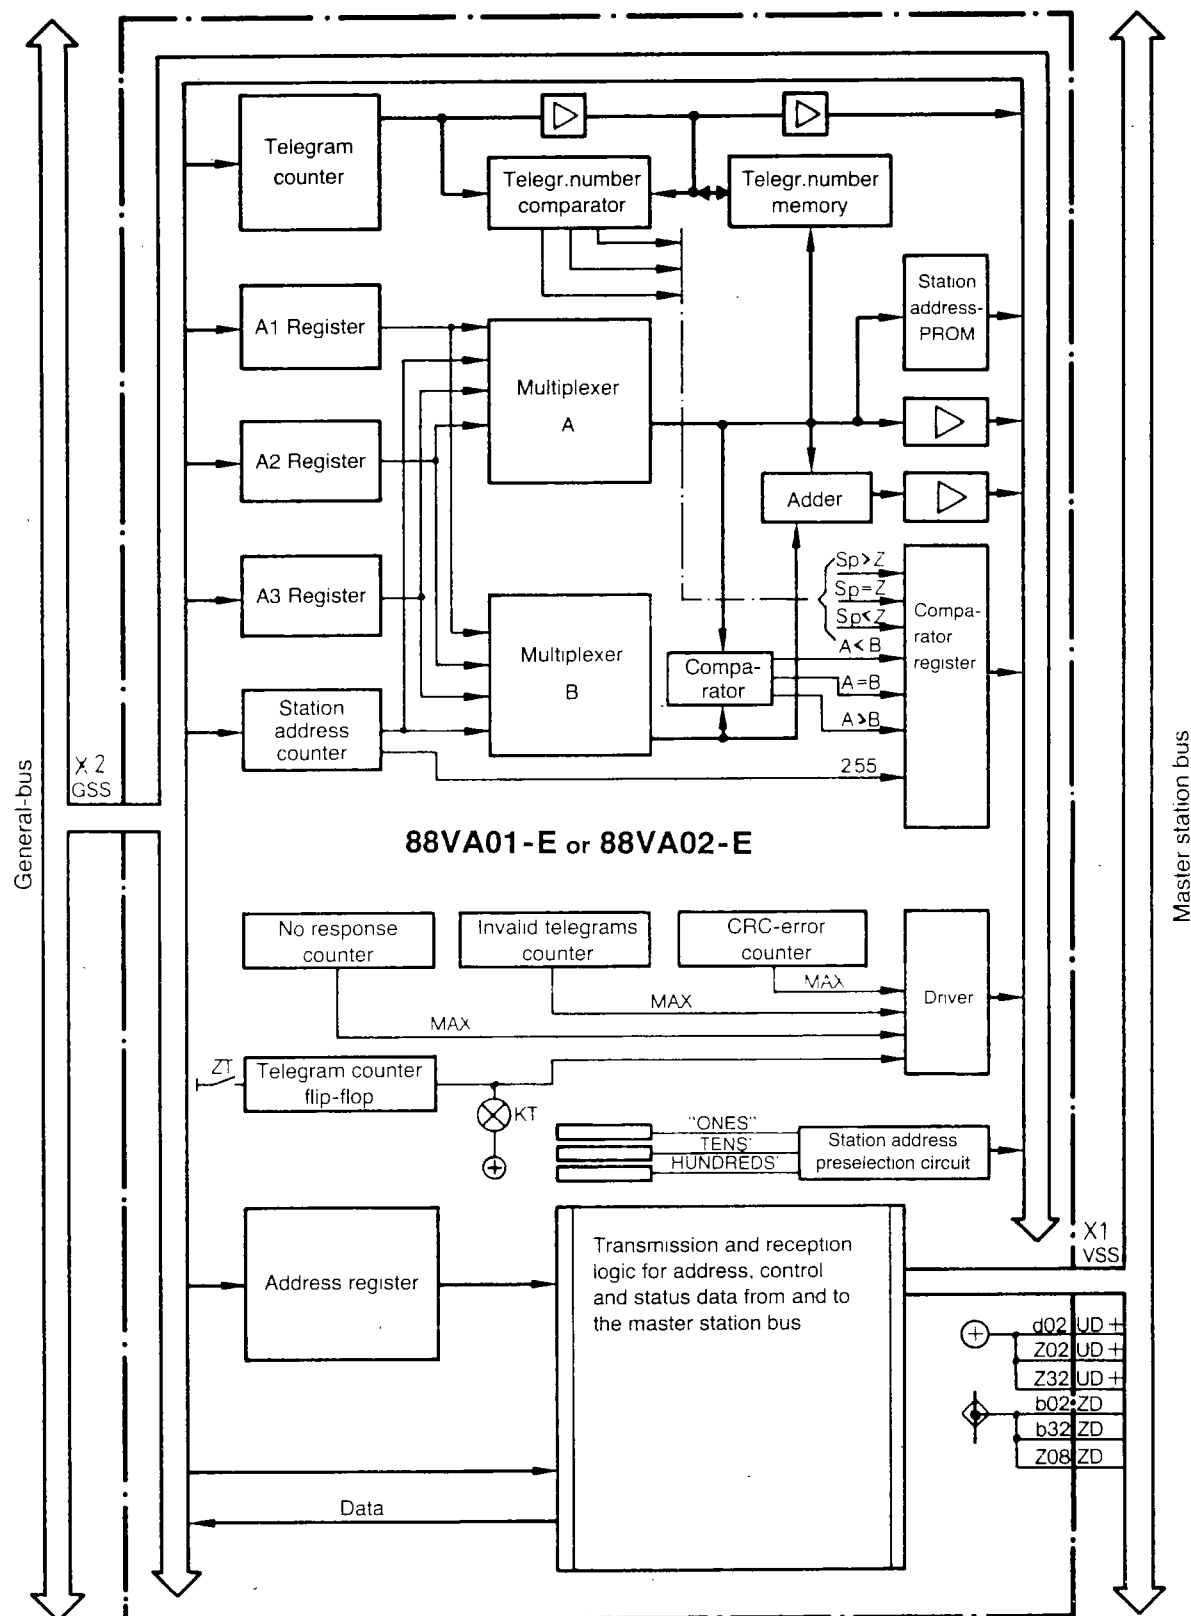 Telegram
counter
Telegr.number
comparator
Telegr.number
memory
Station
address-
PROM
A1 Register
Multiplexer
A
A2 Register
Adder
A3 Register
Sp>Z
Sp=Z
Sp<Z
A<B
A=B
A>B
255
Compa-
rator
register
Multiplexer
B
Compa-
rator
Station
address
counter
X2
GSS
General-bus
Master station bus
88VA01-E or 88VA02-E
No response
counter
Invalid telegrams
counter
CRC-error
counter
MAX
MAX
MAX
Driver
ZT
Telegram counter
flip-flop
KT
"ONES"
TENS'
HUNDREDS'
Station address
preselection circuit
Address register
Transmission and reception
logic for address, control
and status data from and to
the master station bus
X1
VSS
d02 UD+
Z02 UD+
Z32 UD+
b02 ZD
b32 ZD
Z08 ZD
Data